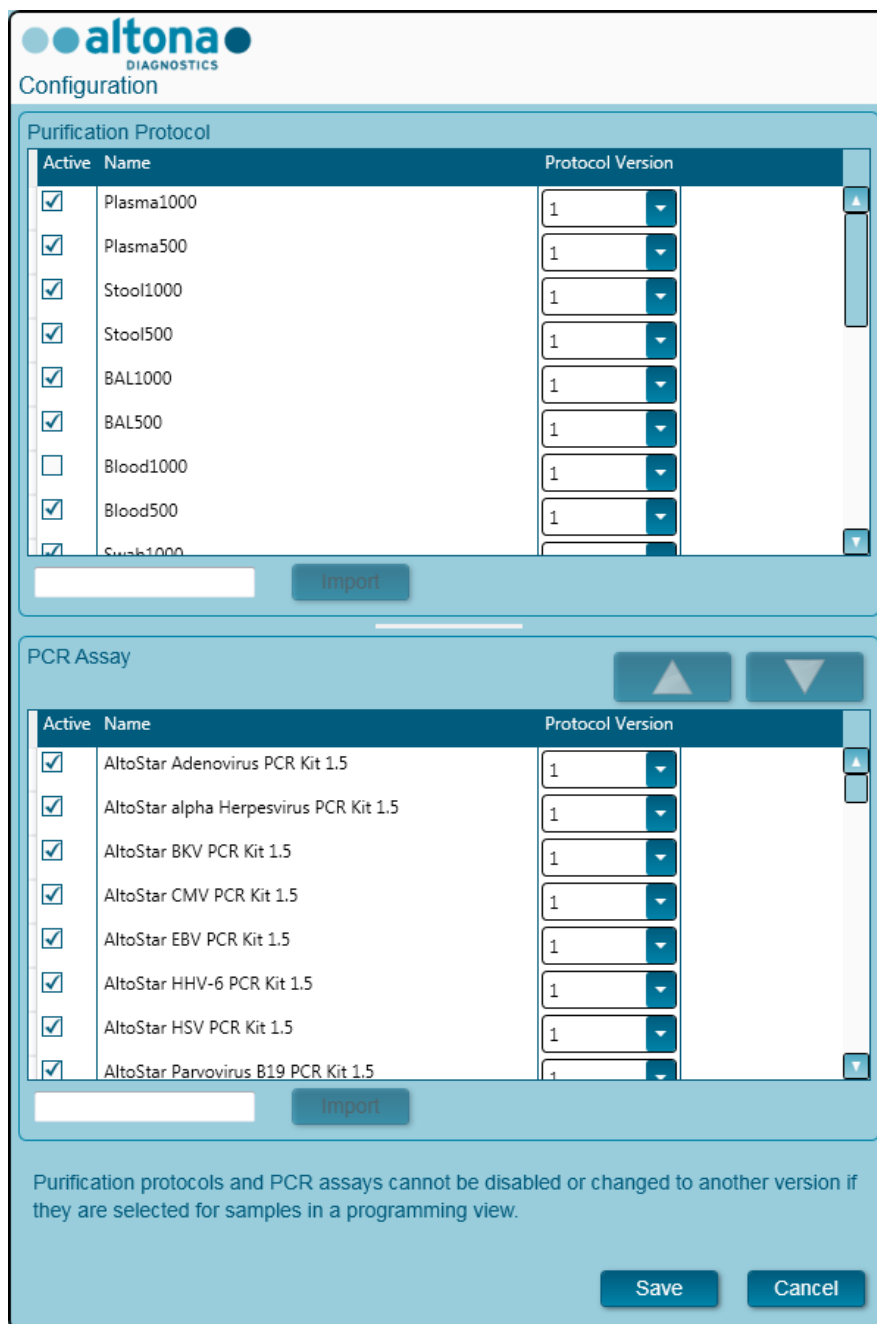 altona
DIAGNOSTICS
Configuration
Purification Protocol
Active Name Protocol Version
Plasma1000 1
Plasma500 1
Stool1000 1
Stool500 1
BAL1000 1
BAL500 1
Blood1000 1
Blood500 1
Swab1000
Import
PCR Assay
Active Name Protocol Version
AltoStar Adenovirus PCR Kit 1.5 1
AltoStar alpha Herpesvirus PCR Kit 1.5 1
AltoStar BKV PCR Kit 1.5 1
AltoStar CMV PCR Kit 1.5 1
AltoStar EBV PCR Kit 1.5 1
AltoStar HHV-6 PCR Kit 1.5 1
AltoStar HSV PCR Kit 1.5 1
AltoStar Parvovirus B19 PCR Kit 1.5 1
Import
Purification protocols and PCR assays cannot be disabled or changed to another version if
they are selected for samples in a programming view.
Save Cancel